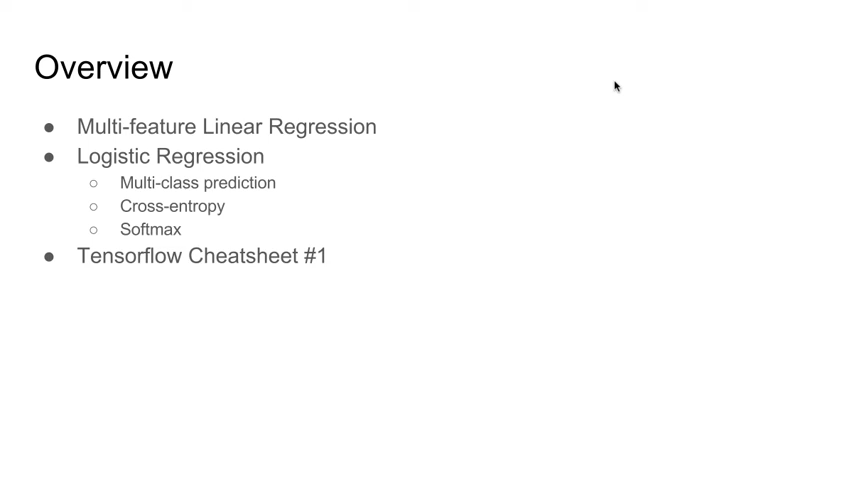 Overview
● Multi-feature Linear Regression
● Logistic Regression
○ Multi-class prediction
○ Cross-entropy
○ Softmax
● Tensorflow Cheatsheet #1